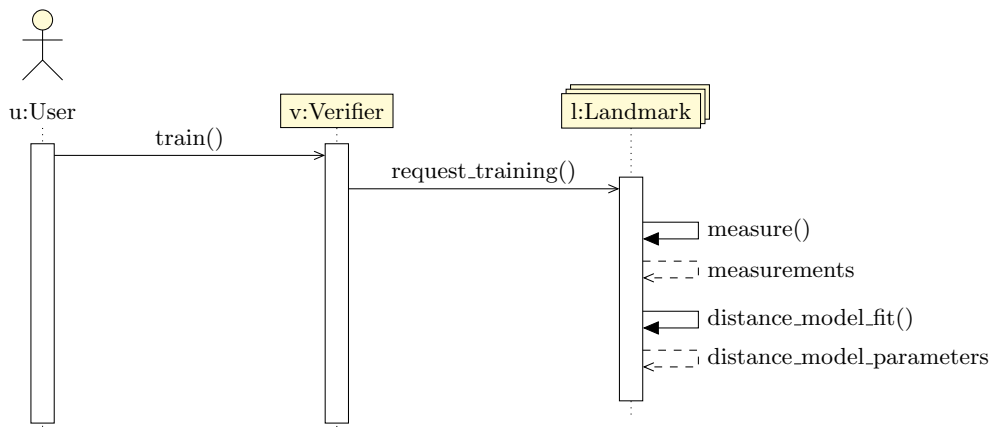 u:User
v:Verifier
l:Landmark
train()
request_training()
measure()
measurements
distance_model_fit()
distance_model_parameters